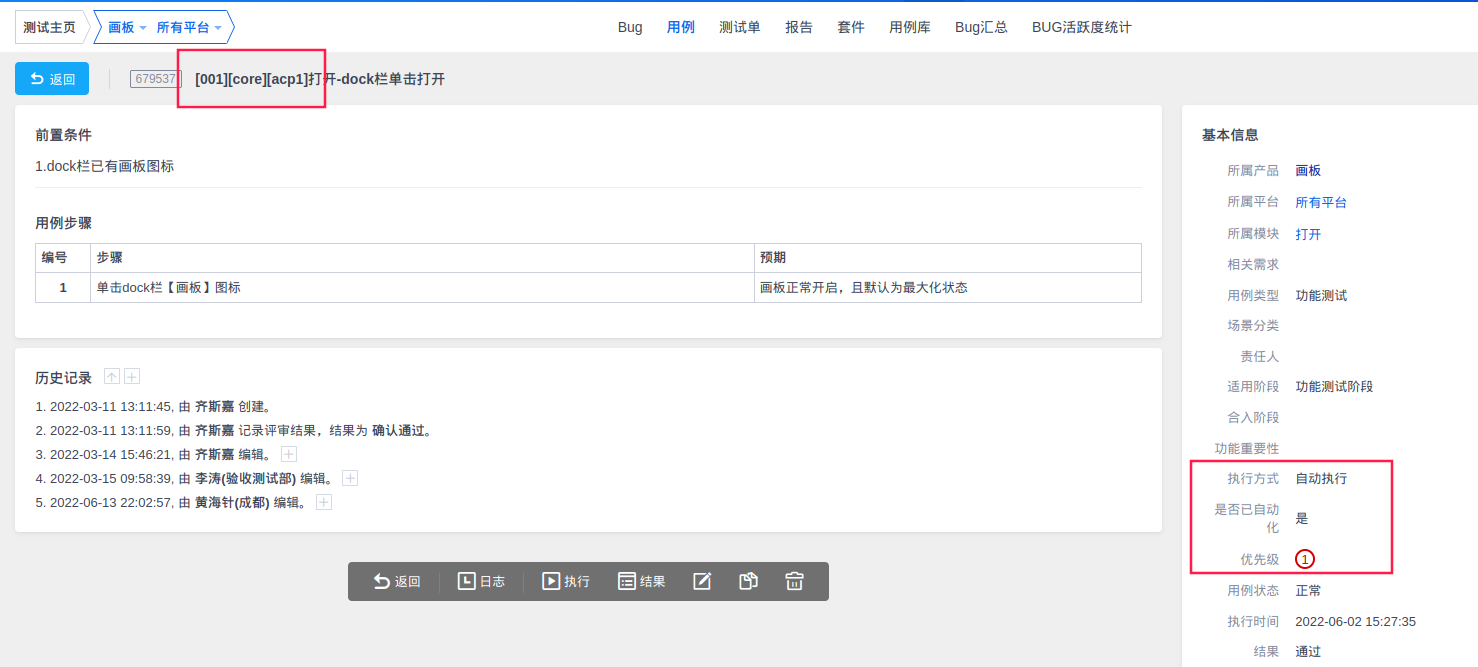 测试主页 画板 所有平台 Bug 用例 测试单 报告 套件 用例库 Bug汇总 BUG活跃度统计
返回 679537 [001][core][acp1]打开-dock栏单击打开
前置条件
1.dock栏已有画板图标
用例步骤
编号 步骤 预期
1 单击dock栏【画板】图标 画板正常开启，且默认为最大化状态
历史记录
1. 2022-03-11 13:11:45, 由 齐斯嘉 创建。
2. 2022-03-11 13:11:59, 由 齐斯嘉 记录评审结果，结果为 确认通过。
3. 2022-03-14 15:46:21, 由 齐斯嘉 编辑。
4. 2022-03-15 09:58:39, 由 李涛(验收测试部) 编辑。
5. 2022-06-13 22:02:57, 由 黄海针(成都) 编辑。
返回 日志 执行 结果
基本信息
所属产品 画板
所属平台 所有平台
所属模块 打开
相关需求
用例类型 功能测试
场景分类
责任人
适用阶段 功能测试阶段
合入阶段
功能重要性
执行方式 自动执行
是否已自动
化 是
优先级 1
用例状态 正常
执行时间 2022-06-02 15:27:35
结果 通过